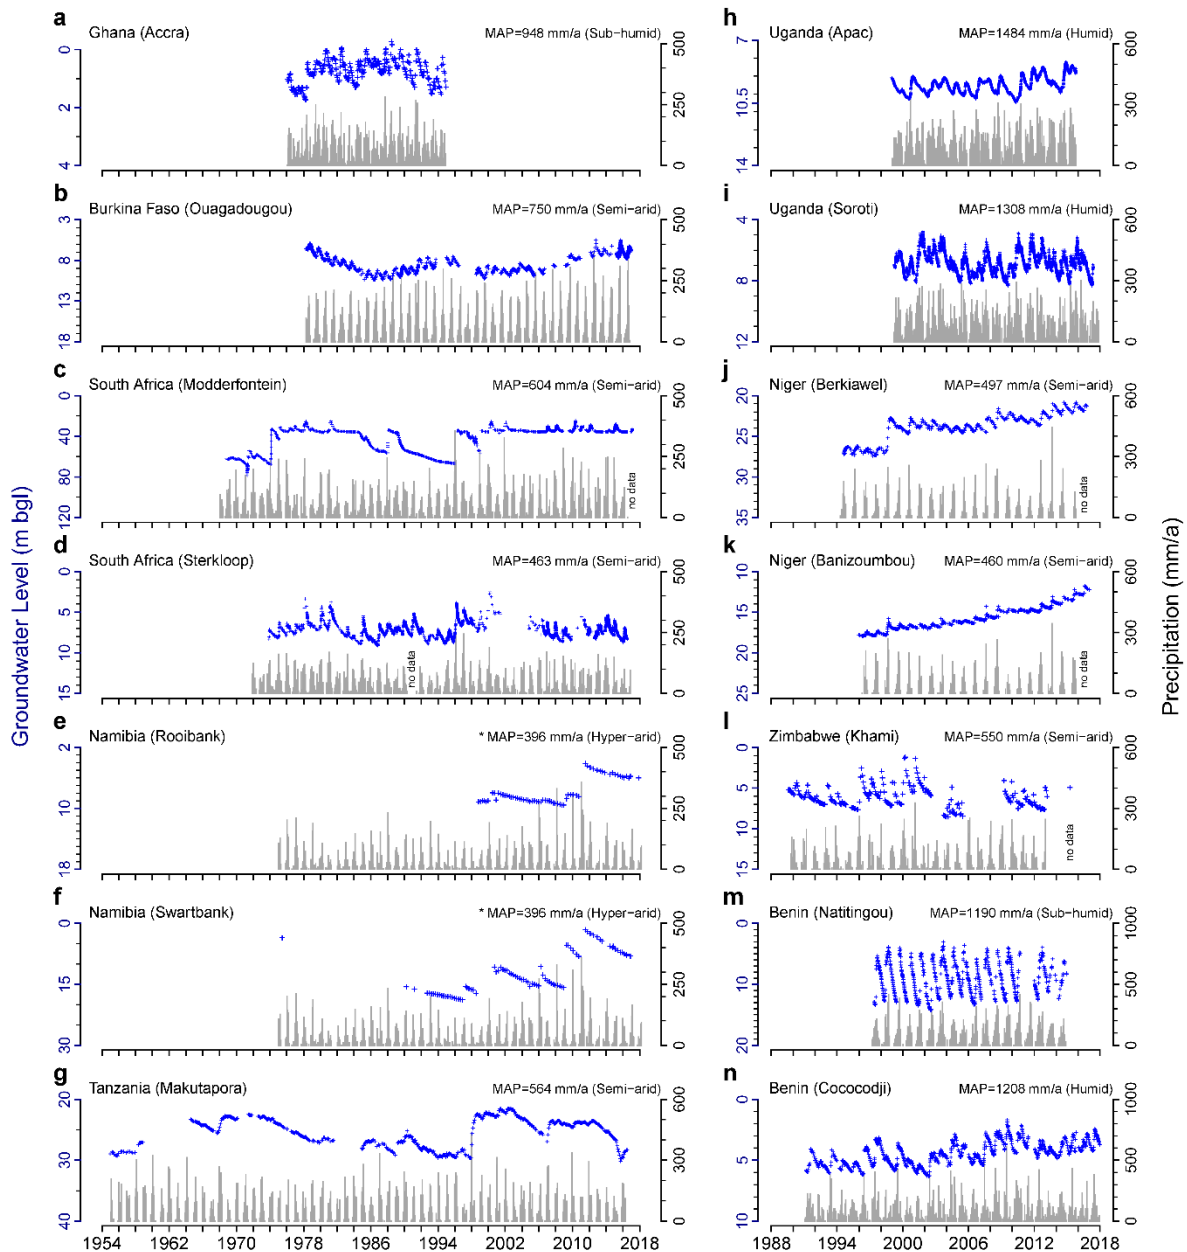 a
Ghana (Accra)
MAP=948 mm/a (Sub−humid)
0
2
4
0
250
500
b
Burkina Faso (Ouagadougou)
MAP=750 mm/a (Semi−arid)
3
8
13
18
0
250
500
c
South Africa (Modderfontein)
MAP=604 mm/a (Semi−arid)
0
40
80
120
0
250
500
no data
d
South Africa (Sterkloop)
MAP=463 mm/a (Semi−arid)
0
5
10
15
0
250
500
no data
e
Namibia (Rooibank)
* MAP=396 mm/a (Hyper−arid)
2
10
18
0
250
500
f
Namibia (Swartbank)
* MAP=396 mm/a (Hyper−arid)
0
15
30
0
250
500
g
Tanzania (Makutapora)
MAP=564 mm/a (Semi−arid)
20
30
40
0
300
600
1954 1962 1970 1978 1986 1994 2002 2010 2018
Groundwater Level (m bgl)
h
Uganda (Apac)
MAP=1484 mm/a (Humid)
7
10.5
14
0
300
600
i
Uganda (Soroti)
MAP=1308 mm/a (Humid)
4
8
12
0
300
600
j
Niger (Berkiawel)
MAP=497 mm/a (Semi−arid)
20
25
30
35
0
300
600
no data
k
Niger (Banizoumbou)
MAP=460 mm/a (Semi−arid)
10
15
20
25
0
300
600
no data
l
Zimbabwe (Khami)
MAP=550 mm/a (Semi−arid)
0
5
10
15
0
300
600
no data
m
Benin (Natitingou)
MAP=1190 mm/a (Sub−humid)
0
10
20
0
500
1000
n
Benin (Cococodji)
MAP=1208 mm/a (Humid)
0
5
10
0
500
1000
1988 1994 2000 2006 2012 2018
Precipitation (mm/a)